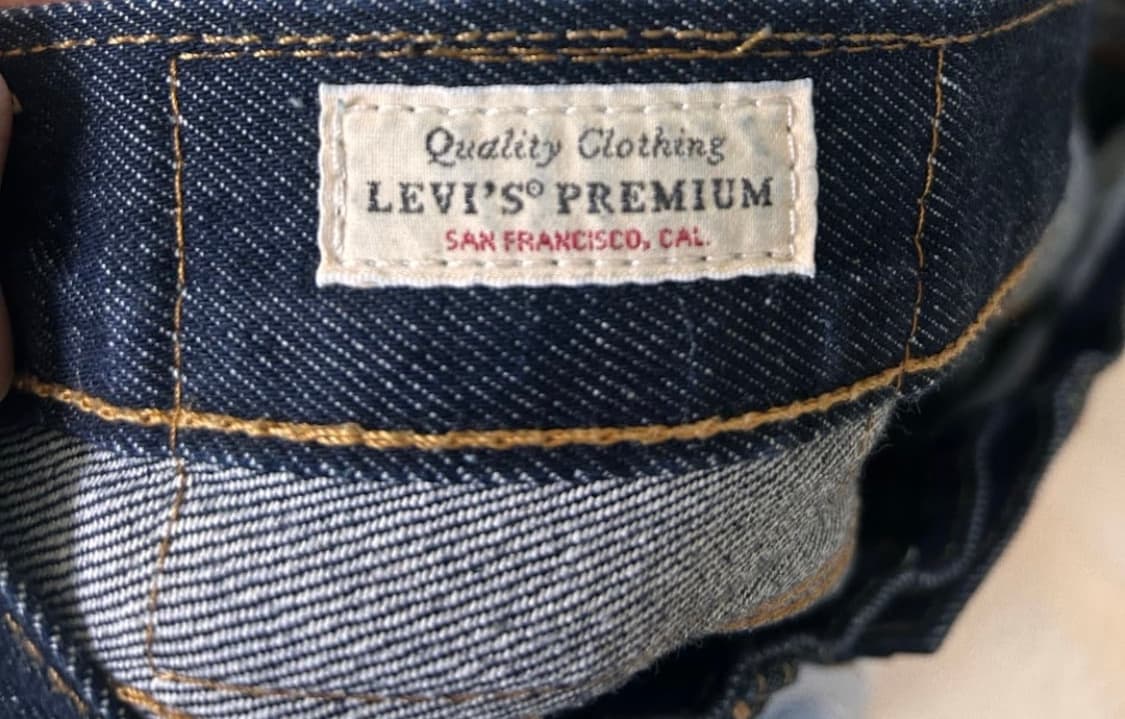 Quality Clothing
LEVI'S® PREMIUM
SAN FRANCISCO, CAL.